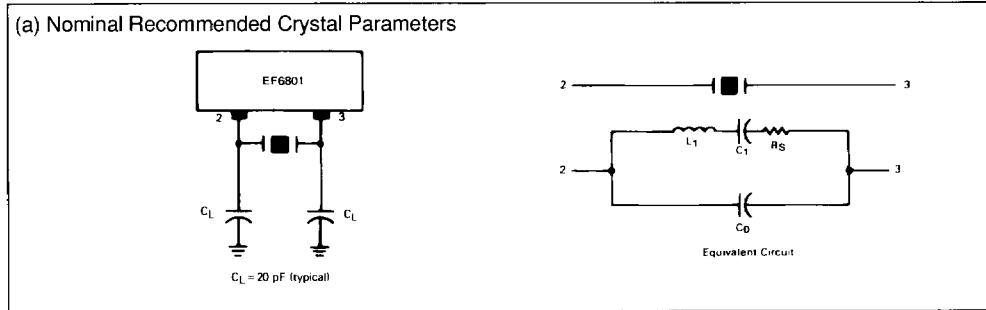 (a) Nominal Recommended Crystal Parameters
EF6801
2 3
2 3
L1 C1 RS
2 3
CL CL
C0
Equivalent Circuit
CL = 20 pF (typical)